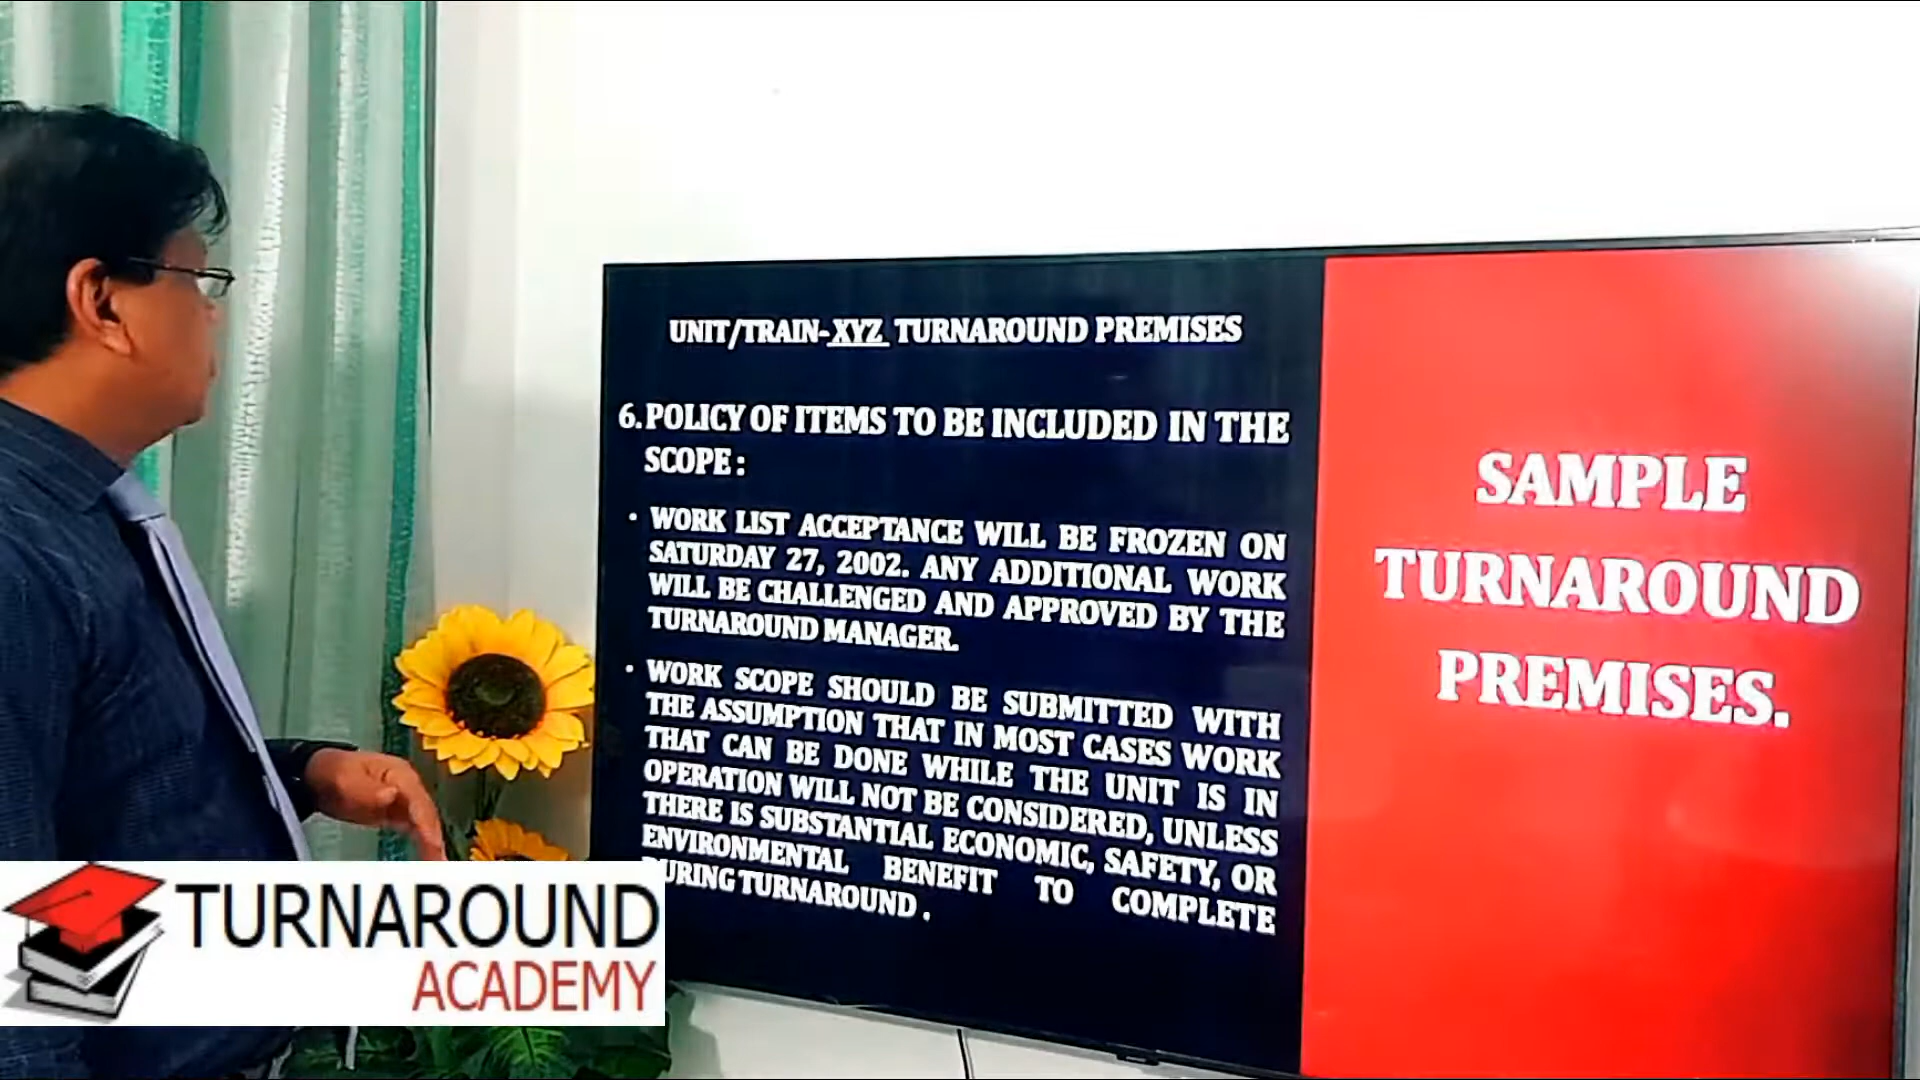 UNIT/TRAIN-XYZ TURNAROUND PREMISES
6. POLICY OF ITEMS TO BE INCLUDED IN THE
SCOPE :
• WORK LIST ACCEPTANCE WILL BE FROZEN ON
SATURDAY 27, 2002. ANY ADDITIONAL WORK
WILL BE CHALLENGED AND APPROVED BY THE
TURNAROUND MANAGER.
• WORK SCOPE SHOULD BE SUBMITTED WITH
THE ASSUMPTION THAT IN MOST CASES WORK
THAT CAN BE DONE WHILE THE UNIT IS IN
OPERATION WILL NOT BE CONSIDERED, UNLESS
THERE IS SUBSTANTIAL ECONOMIC, SAFETY, OR
ENVIRONMENTAL BENEFIT TO COMPLETE
DURING TURNAROUND .
SAMPLE
TURNAROUND
PREMISES.
TURNAROUND
ACADEMY